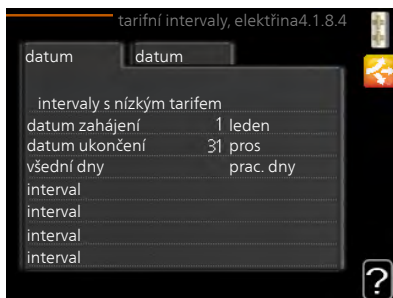 tarifní intervaly, elektřina4.1.8.4
datum datum
intervaly s nízkým tarifem
datum zahájení 1 leden
datum ukončení 31 pros
všední dny prac. dny
interval
interval
interval
interval
?